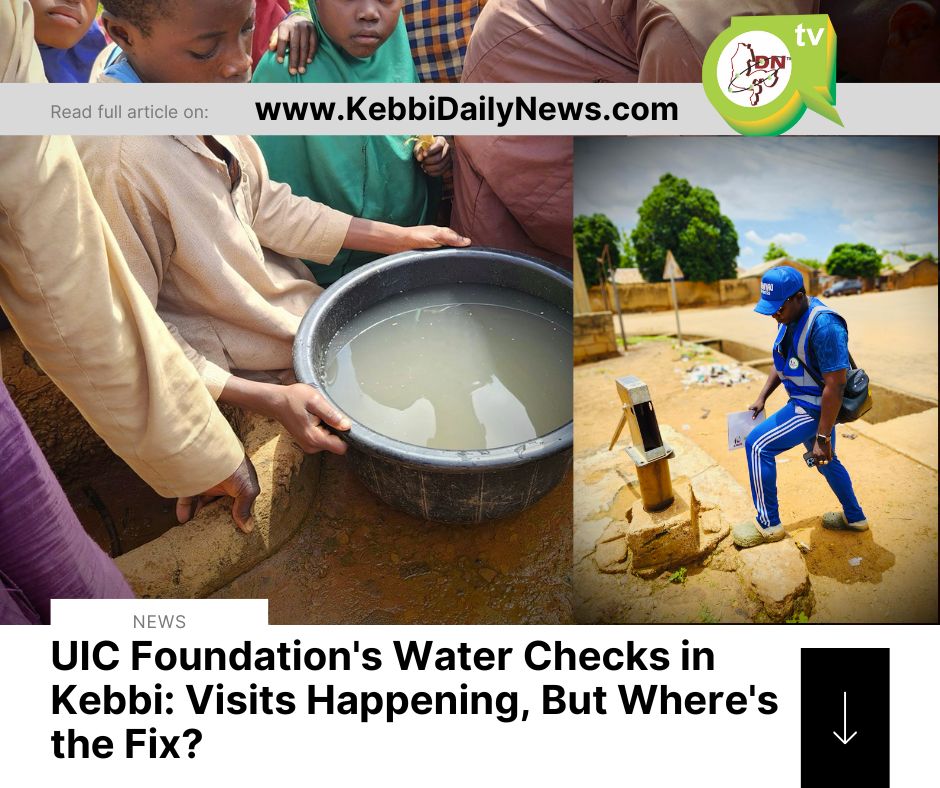 tv
DN
Read full article on:
www.KebbiDailyNews.com
NEWS
UIC Foundation's Water Checks in
Kebbi: Visits Happening, But Where's
the Fix?